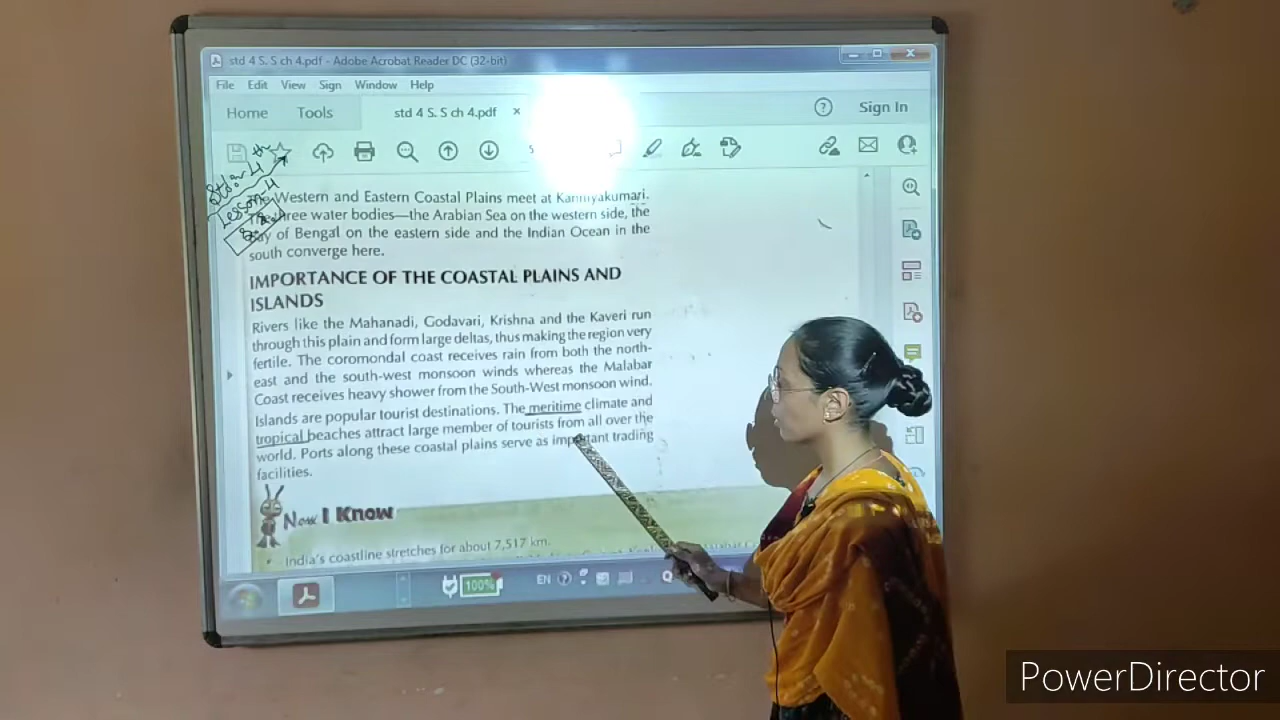 std 4 S. S ch 4.pdf - Adobe Acrobat Reader DC (32-bit)
File Edit View Sign Window Help
Home Tools std 4 S. S ch 4.pdf × Sign In
Std:- 4th
Lesson-4
S.S.
Western and Eastern Coastal Plains meet at Kanniyakumari.
three water bodies—the Arabian Sea on the western side, the
Bay of Bengal on the eastern side and the Indian Ocean in the
south converge here.
IMPORTANCE OF THE COASTAL PLAINS AND
ISLANDS
Rivers like the Mahanadi, Godavari, Krishna and the Kaveri run
through this plain and form large deltas, thus making the region very
fertile. The coromondal coast receives rain from both the north-
east and the south-west monsoon winds whereas the Malabar
Coast receives heavy shower from the South-West monsoon wind.
Islands are popular tourist destinations. The meritime climate and
tropical beaches attract large member of tourists from all over the
world. Ports along these coastal plains serve as important trading
facilities.
Now I Know
• India's coastline stretches for about 7,517 km.
100% EN
PowerDirector